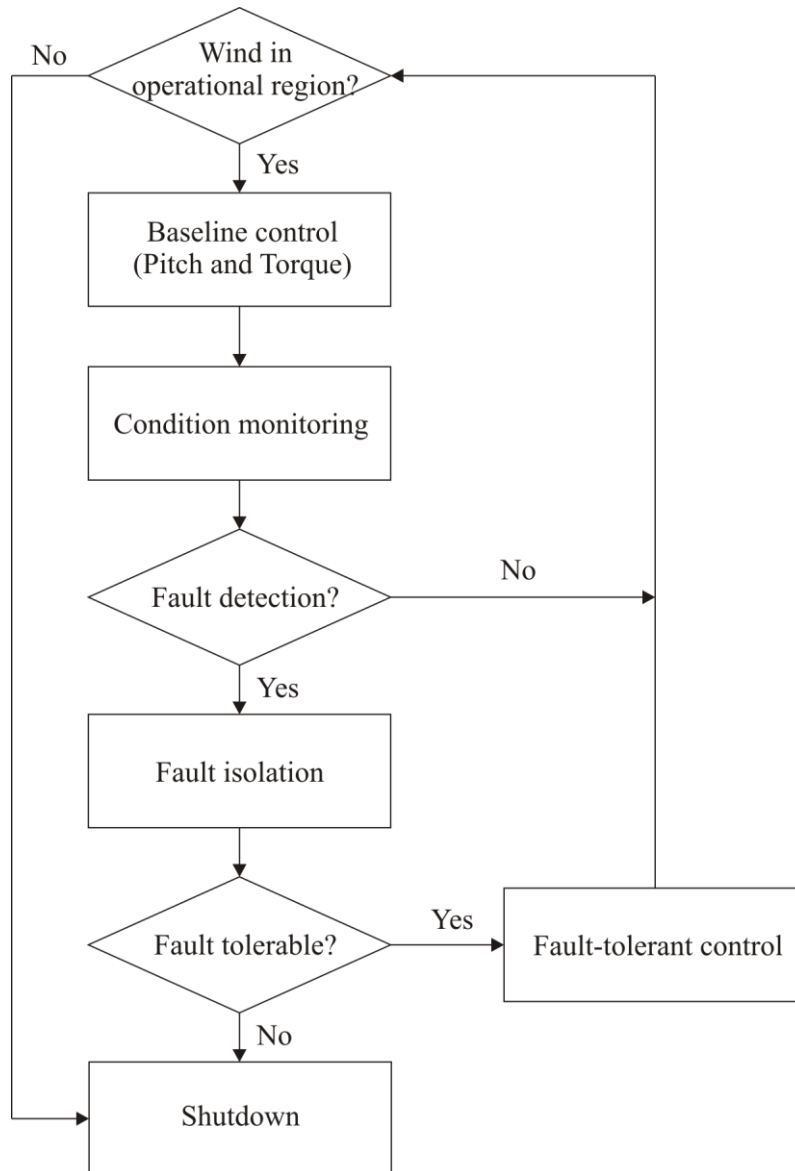 No
Wind in
operational region?
Yes
Baseline control
(Pitch and Torque)
Condition monitoring
Fault detection?
No
Yes
Fault isolation
Fault tolerable?
Yes
Fault-tolerant control
No
Shutdown